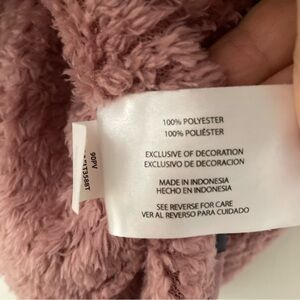 100% POLYESTER
100% POLIÉSTER
EXCLUSIVE OF DECORATION
EXCLUSIVO DE DECORACION
MADE IN INDONESIA
HECHO EN INDONESIA
SEE REVERSE FOR CARE
VER AL REVERSO PARA CUIDADO
90PV